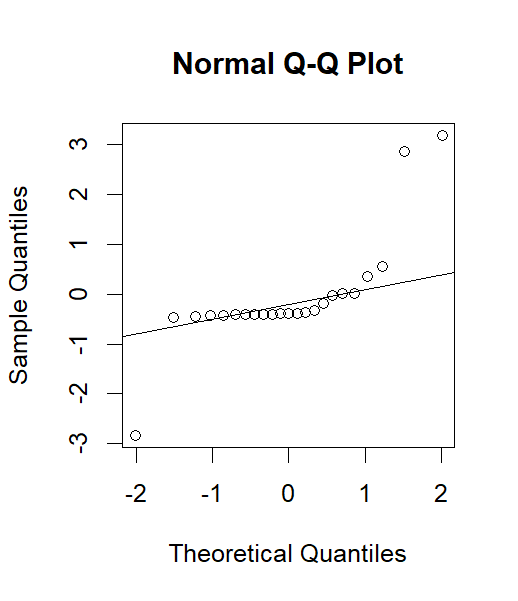 Normal Q-Q Plot
3
2
1
0
-1
-2
-3
Sample Quantiles
-2 -1 0 1 2
Theoretical Quantiles